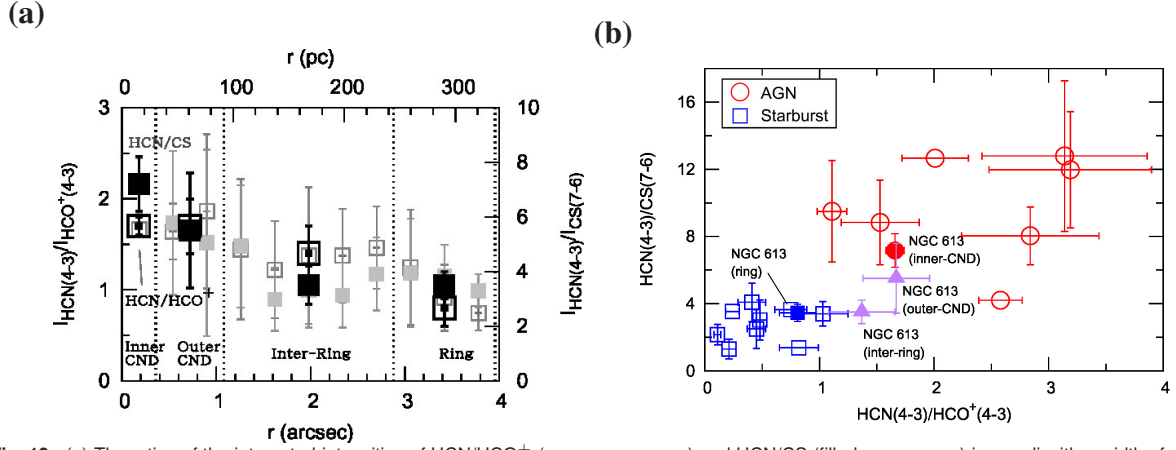 (a)
r (pc)
0 100 200 300
3 10
HCN/CS
8
2
6
I_HCN(4-3)/I_HCO+(4-3)
I_HCN(4-3)/I_CS(7-6)
4
HCN/HCO+
2
Inner CND
Outer CND
Inter-Ring
Ring
1 0
0 1 2 3 4
r (arcsec)
(b)
16
12
8
4
0
HCN(4-3)/CS(7-6)
AGN
Starburst
NGC 613
(inner-CND)
NGC 613
(ring)
NGC 613
(outer-CND)
NGC 613
(inter-ring)
0 1 2 3 4
HCN(4-3)/HCO+(4-3)